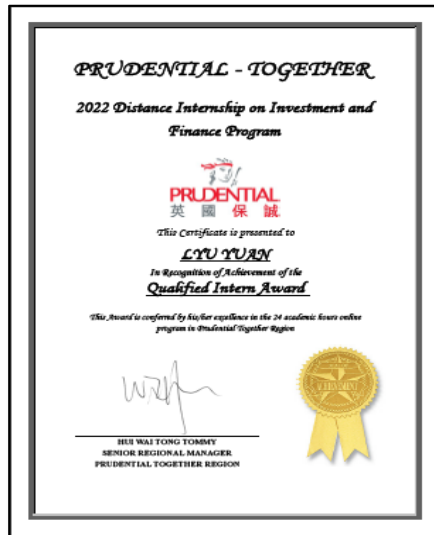 PRUDENTIAL - TOGETHER
2022 Distance Internship on Investment and
Finance Program
PRUDENTIAL
英國保誠
This Certificate is presented to
LYU YUAN
In Recognition of Achievement of the
Qualified Intern Award
This Award is conferred by his/her excellence in the 24 academic hours online
program in Prudential Together Region
ACHIEVEMENT
HUI WAI TONG TOMMY
SENIOR REGIONAL MANAGER
PRUDENTIAL TOGETHER REGION